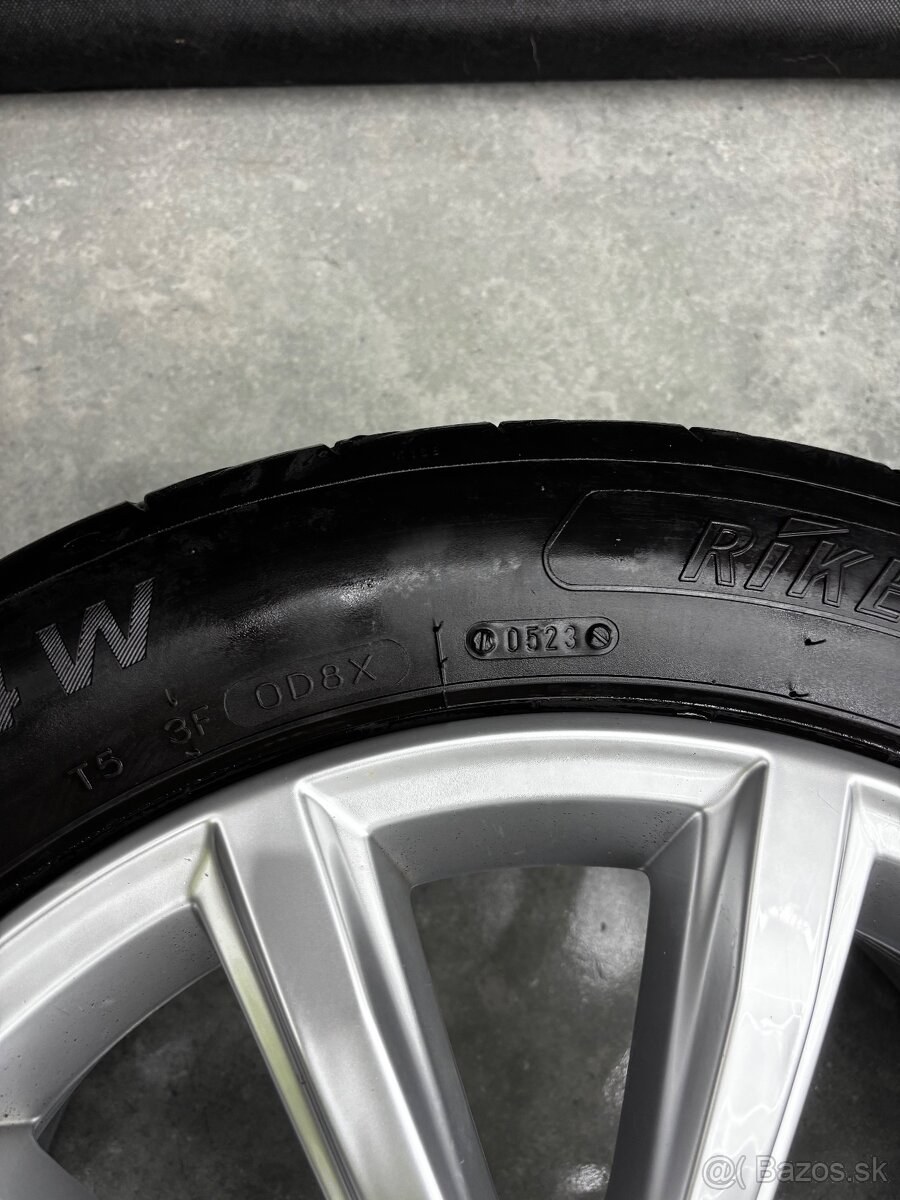 RiKE
4W
0523
0D8X
T5 3F
@( Bazos.sk